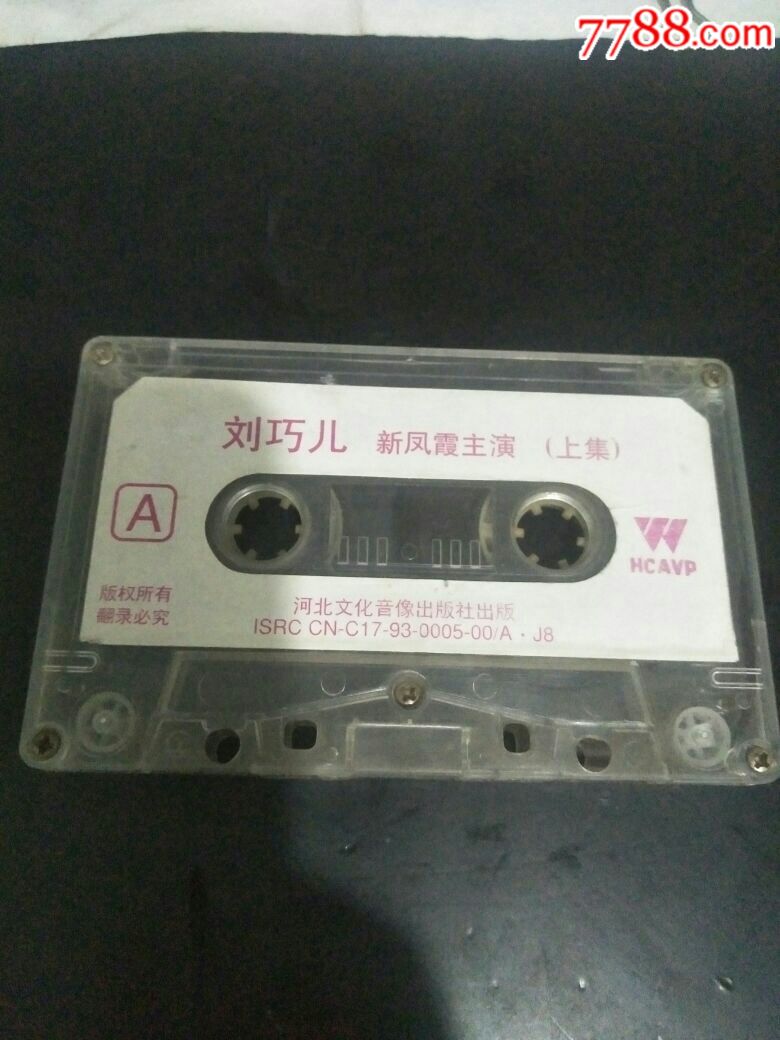 7788.com
刘巧儿 新凤霞主演 (上集)
A
HCAVP
版权所有
翻录必究
河北文化音像出版社出版
ISRC CN-C17-93-0005-00/A·J8